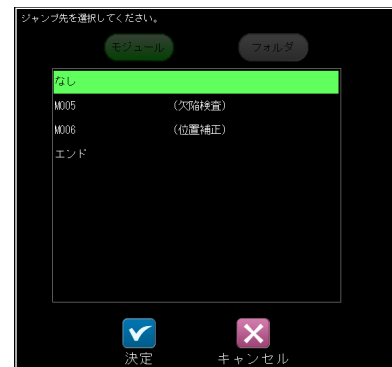 ジャンプ先を選択してください。
モジュール フォルダ
なし
M005 (欠陥検査)
M006 (位置補正)
エンド
決定 キャンセル